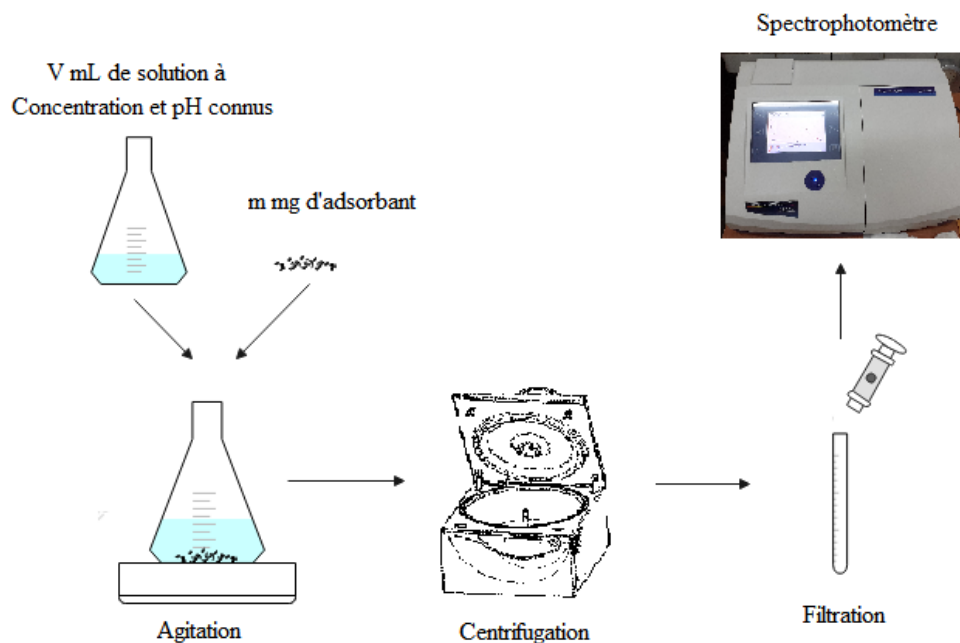 Spectrophotomètre
V mL de solution à
Concentration et pH connus
m mg d'adsorbant
Agitation
Centrifugation
Filtration